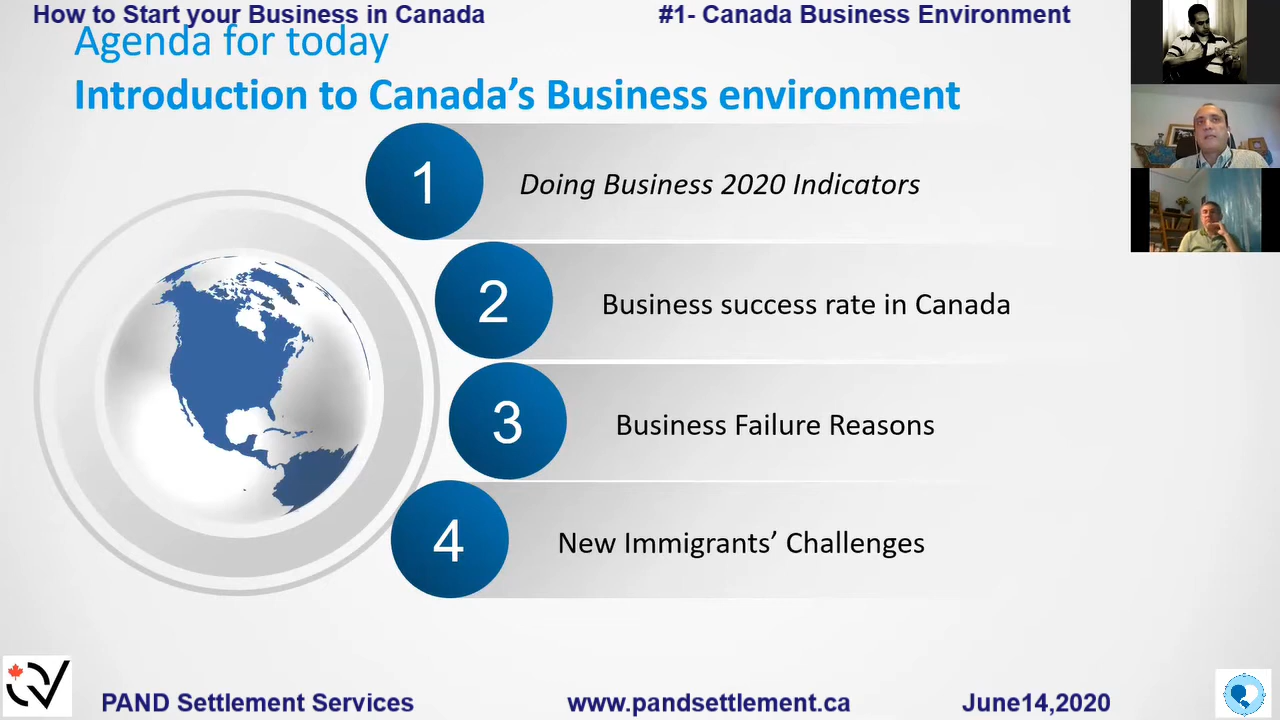 How to Start your Business in Canada
#1- Canada Business Environment
Agenda for today
Introduction to Canada’s Business environment
1
Doing Business 2020 Indicators
2
Business success rate in Canada
3
Business Failure Reasons
4
New Immigrants’ Challenges
PAND Settlement Services
www.pandsettlement.ca
June14,2020